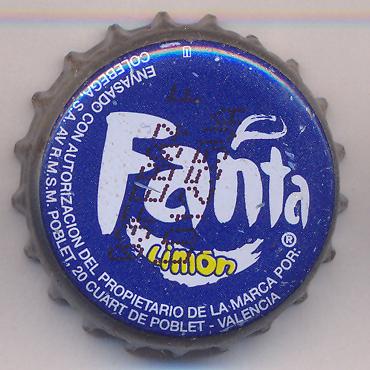 Fanta
Limón
®
ENVASADO CON AUTORIZACION DEL PROPIETARIO DE LA MARCA POR:
COLEBEGA, S.A. AV. R.M.S.M. POBLET, 20 CUART DE POBLET - VALENCIA